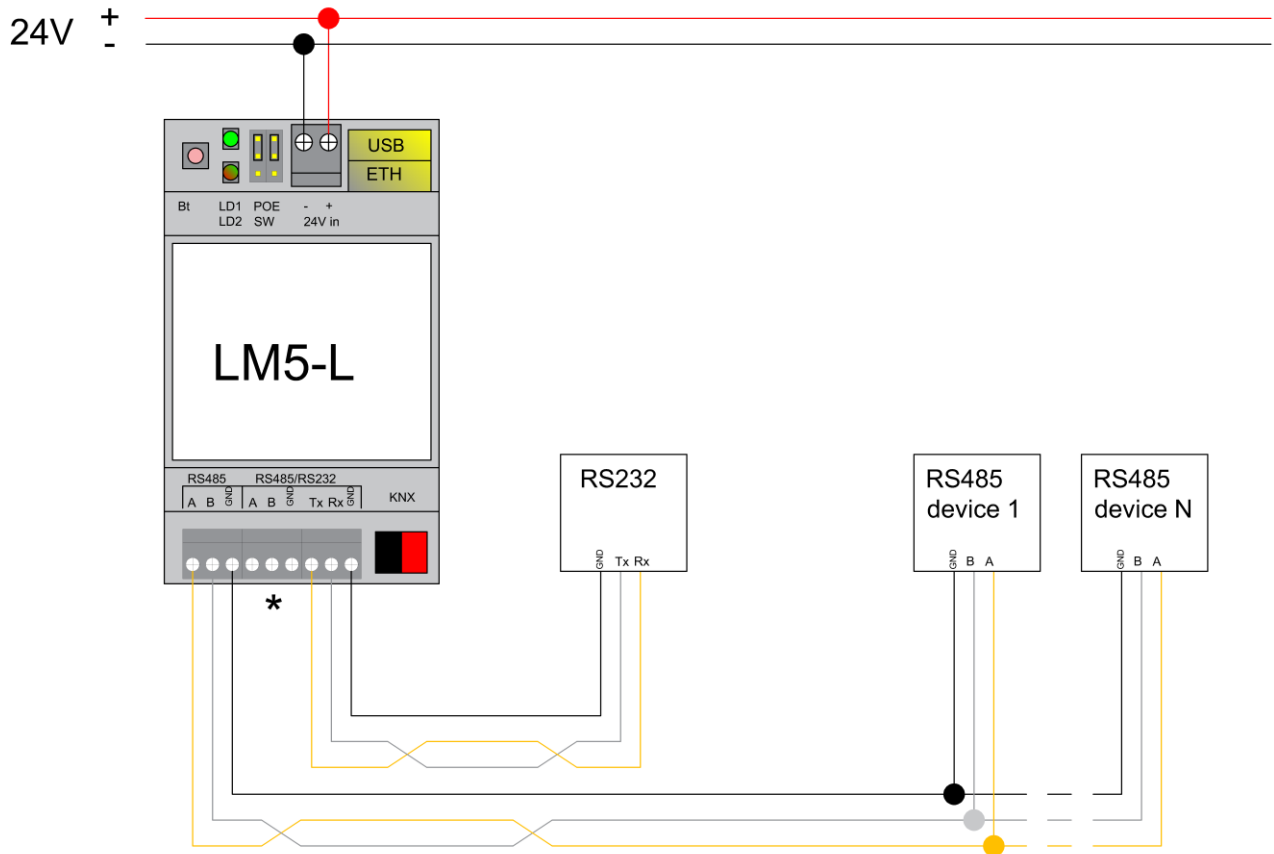 24V + -
USB
ETH
Bt LD1 POE - +
LD2 SW 24V in
LM5-L
RS485 RS485/RS232
A B GND A B GND Tx Rx GND KNX
*
RS232
GND Tx Rx
RS485
device 1
GND B A
RS485
device N
GND B A